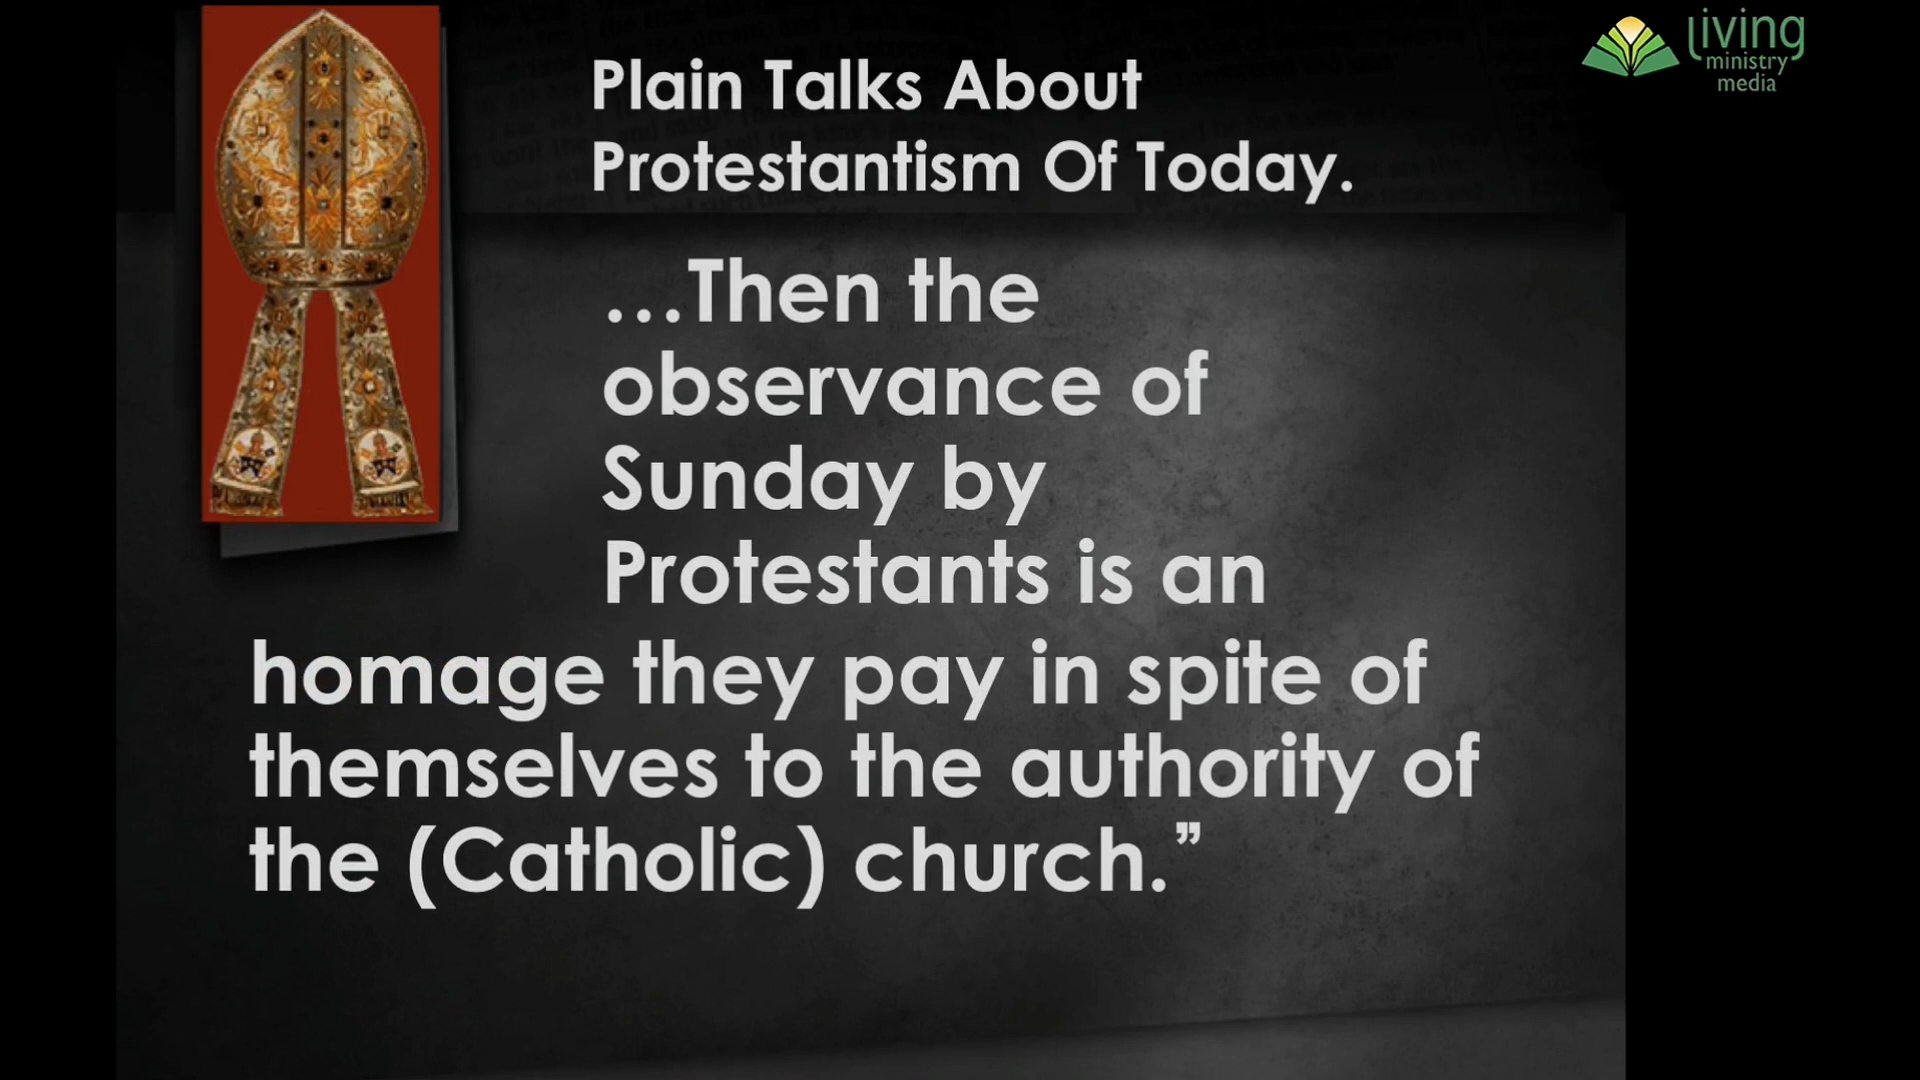 living
ministry
media
Plain Talks About
Protestantism Of Today.
...Then the
observance of
Sunday by
Protestants is an
homage they pay in spite of
themselves to the authority of
the (Catholic) church.”